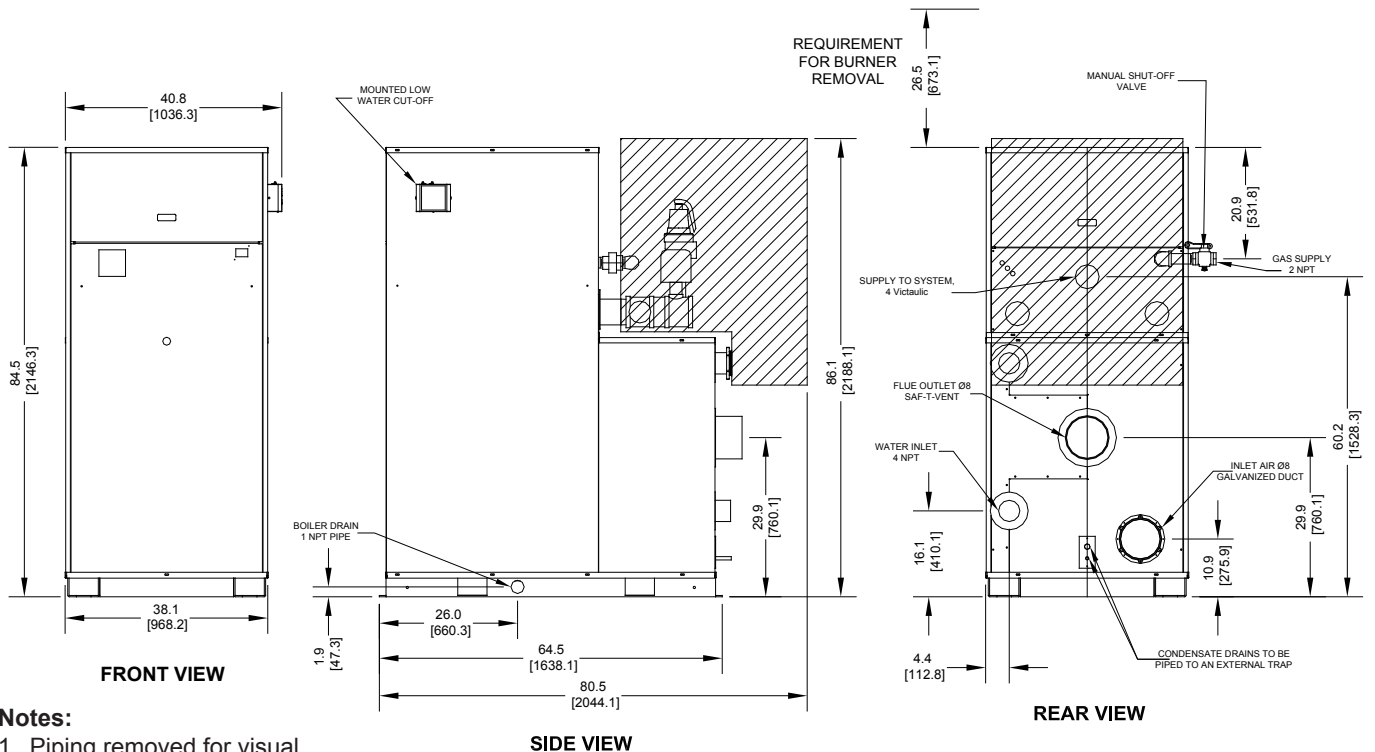 40.8
[1036.3]
84.5
[2146.3]
38.1
[968.2]
FRONT VIEW
Notes:
1. Piping removed for visual
MOUNTED LOW
WATER CUT-OFF
BOILER DRAIN
1 NPT PIPE
1.9
[47.3]
26.0
[660.3]
64.5
[1638.1]
80.5
[2044.1]
29.9
[760.1]
86.1
[2188.1]
SIDE VIEW
REQUIREMENT
FOR BURNER
REMOVAL
26.5
[673.1]
MANUAL SHUT-OFF
VALVE
20.9
[531.8]
GAS SUPPLY
2 NPT
SUPPLY TO SYSTEM,
4 Victaulic
FLUE OUTLET Ø8
SAF-T-VENT
WATER INLET
4 NPT
INLET AIR Ø8
GALVANIZED DUCT
16.1
[410.1]
10.9
[275.9]
29.9
[760.1]
60.2
[1528.3]
4.4
[112.8]
CONDENSATE DRAINS TO BE
PIPED TO AN EXTERNAL TRAP
REAR VIEW